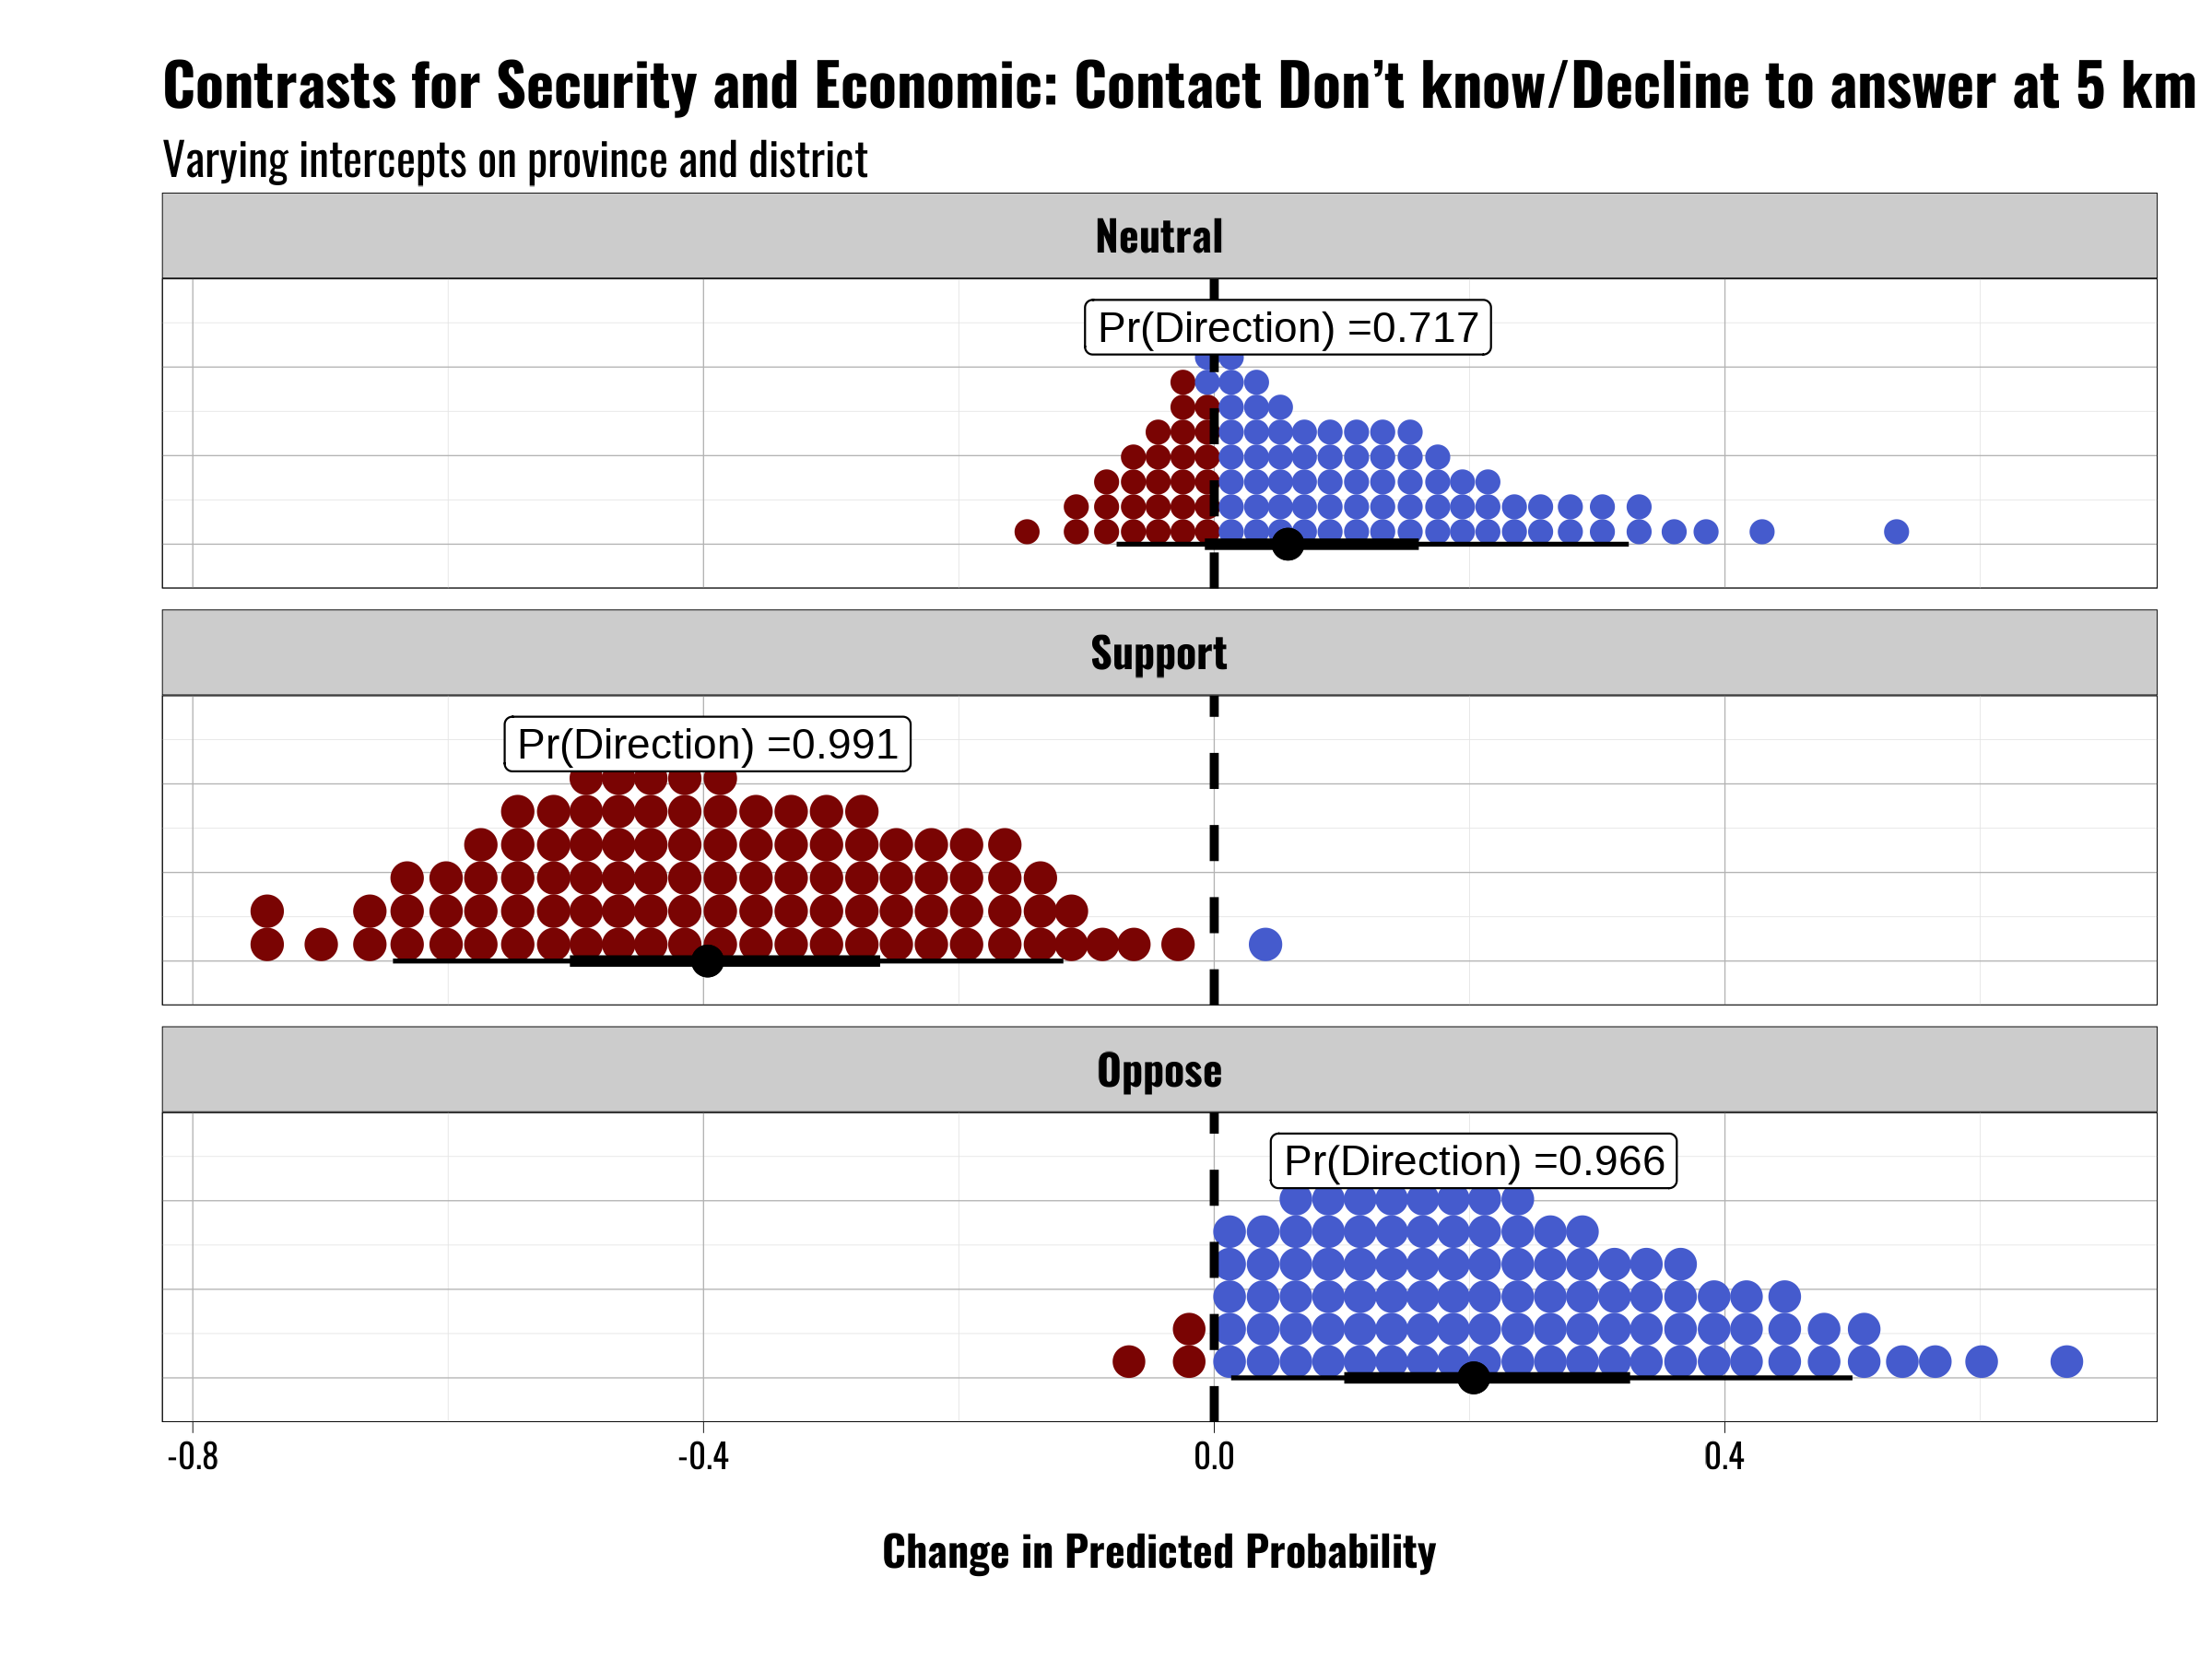 Contrasts for Security and Economic: Contact Don’t know/Decline to answer at 5 km
Varying intercepts on province and district
Neutral
Pr(Direction) =0.717
Support
Pr(Direction) =0.991
Oppose
Pr(Direction) =0.966
-0.8 -0.4 0.0 0.4
Change in Predicted Probability